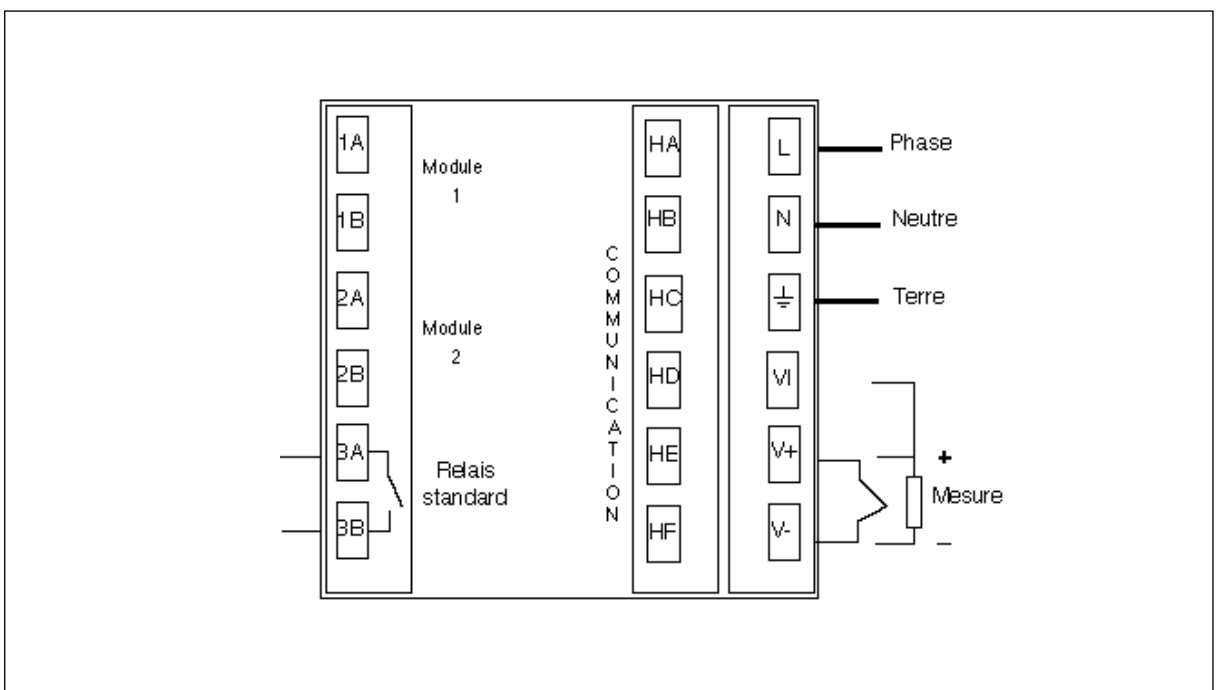 1A
Module
1
1B
2A
Module
2
2B
3A
Relais
standard
3B
COMMUNICATION
HA
HB
HC
HD
HE
HF
L
Phase
N
Neutre
Terre
VI
V+
V-
+
Mesure
–